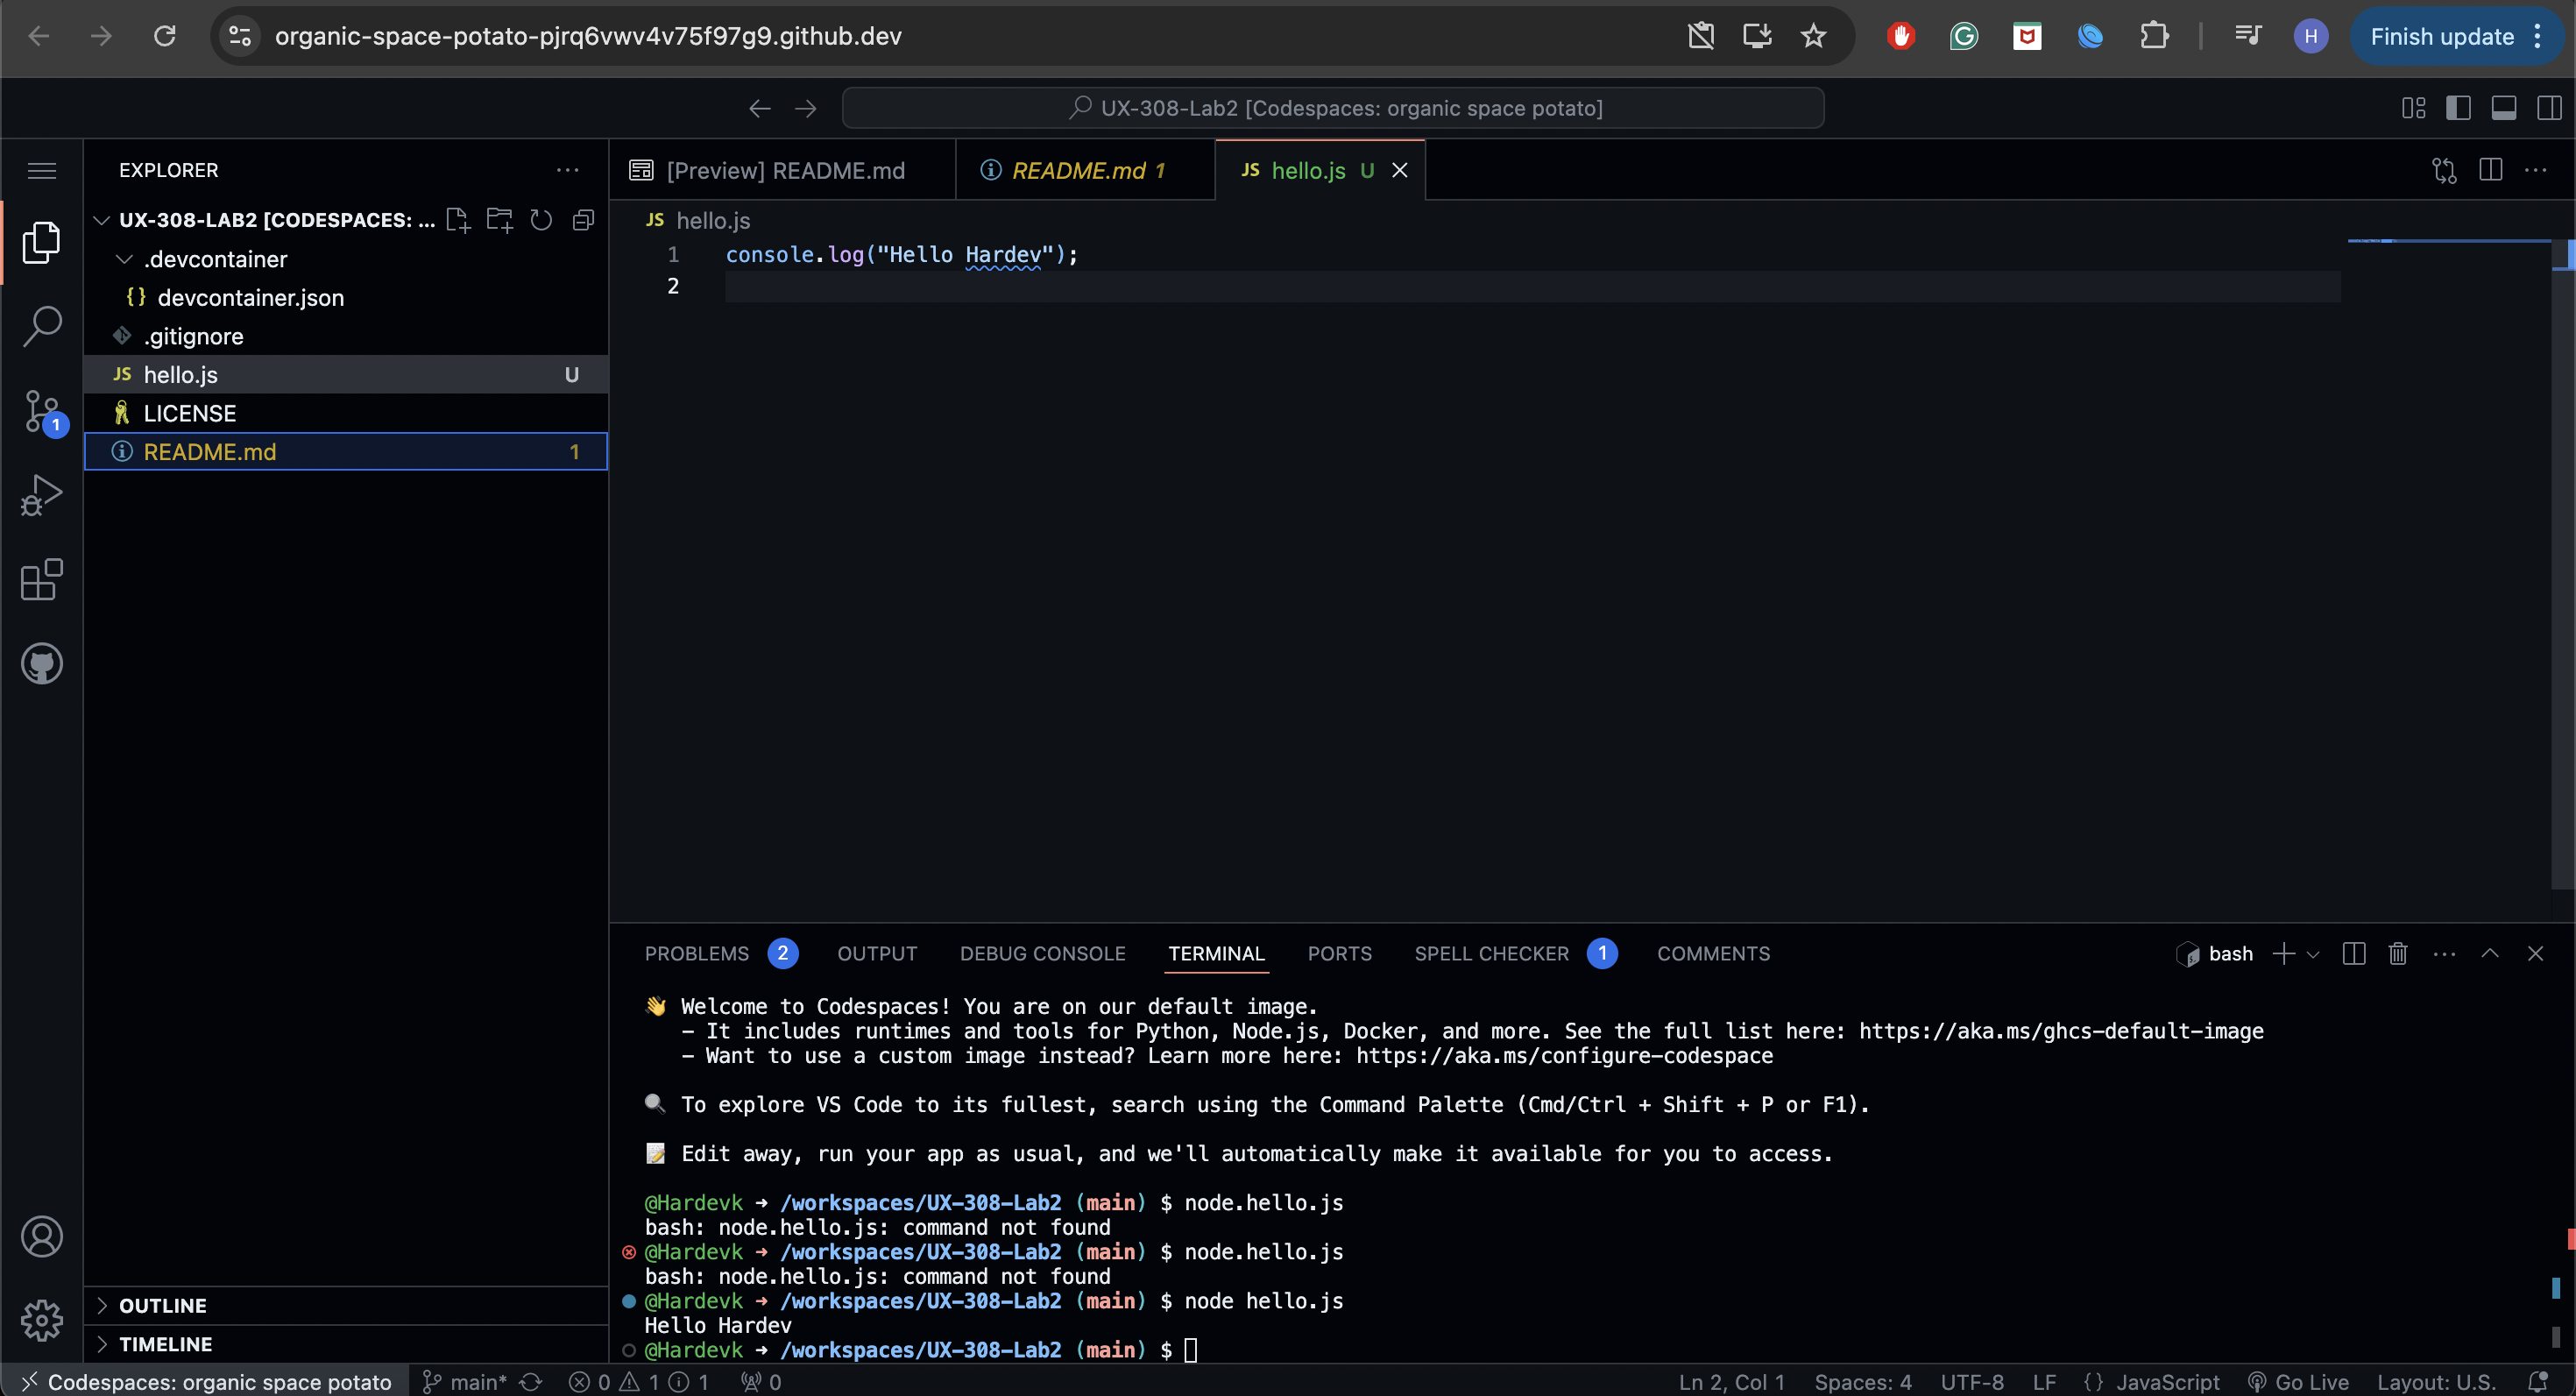 organic-space-potato-pjrq6vwv4v75f97g9.github.dev
H
Finish update
UX-308-Lab2 [Codespaces: organic space potato]
EXPLORER
[Preview] README.md
README.md 1
JS hello.js U
UX-308-LAB2 [CODESPACES: ...
JS hello.js
.devcontainer
1 console.log("Hello Hardev");
{} devcontainer.json
2
.gitignore
JS hello.js U
LICENSE
1
README.md 1
PROBLEMS 2 OUTPUT DEBUG CONSOLE TERMINAL PORTS SPELL CHECKER 1 COMMENTS
bash
👋 Welcome to Codespaces! You are on our default image.
- It includes runtimes and tools for Python, Node.js, Docker, and more. See the full list here: https://aka.ms/ghcs-default-image
- Want to use a custom image instead? Learn more here: https://aka.ms/configure-codespace
🔍 To explore VS Code to its fullest, search using the Command Palette (Cmd/Ctrl + Shift + P or F1).
📝 Edit away, run your app as usual, and we'll automatically make it available for you to access.
@Hardevk ➜ /workspaces/UX-308-Lab2 (main) $ node.hello.js
bash: node.hello.js: command not found
@Hardevk ➜ /workspaces/UX-308-Lab2 (main) $ node.hello.js
bash: node.hello.js: command not found
@Hardevk ➜ /workspaces/UX-308-Lab2 (main) $ node hello.js
Hello Hardev
@Hardevk ➜ /workspaces/UX-308-Lab2 (main) $
OUTLINE
TIMELINE
Codespaces: organic space potato main* 0 1 1 0 Ln 2, Col 1 Spaces: 4 UTF-8 LF {} JavaScript Go Live Layout: U.S.